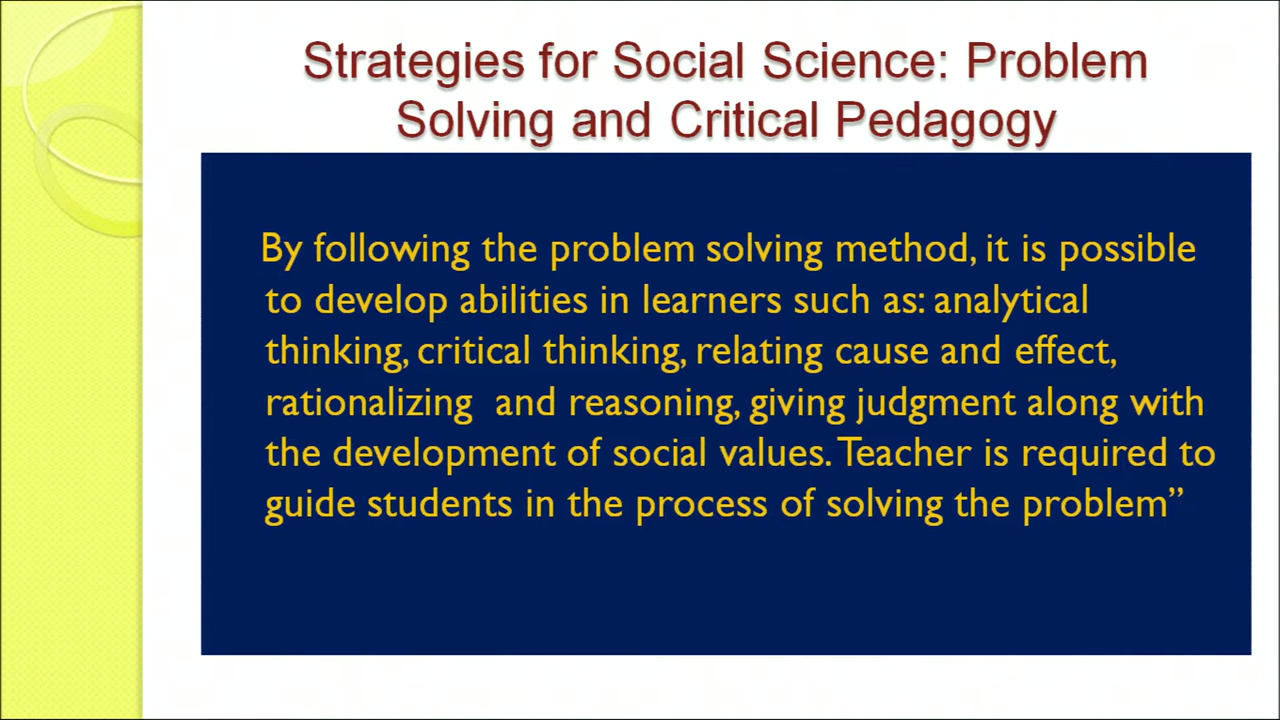 Strategies for Social Science: Problem
Solving and Critical Pedagogy
By following the problem solving method, it is possible
to develop abilities in learners such as: analytical
thinking, critical thinking, relating cause and effect,
rationalizing  and reasoning, giving judgment along with
the development of social values. Teacher is required to
guide students in the process of solving the problem”